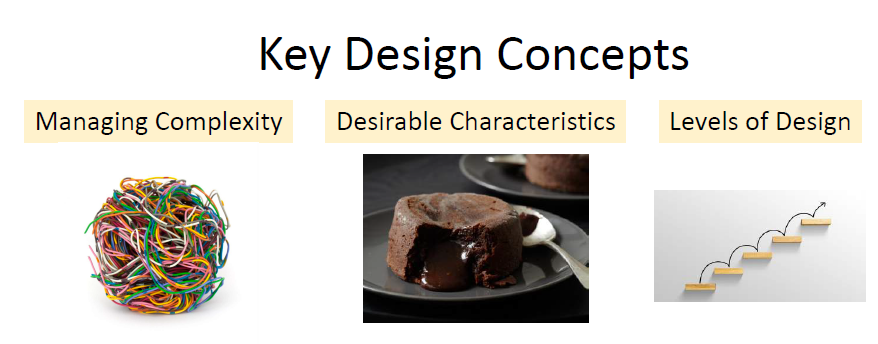 Key Design Concepts
Managing Complexity
Desirable Characteristics
Levels of Design